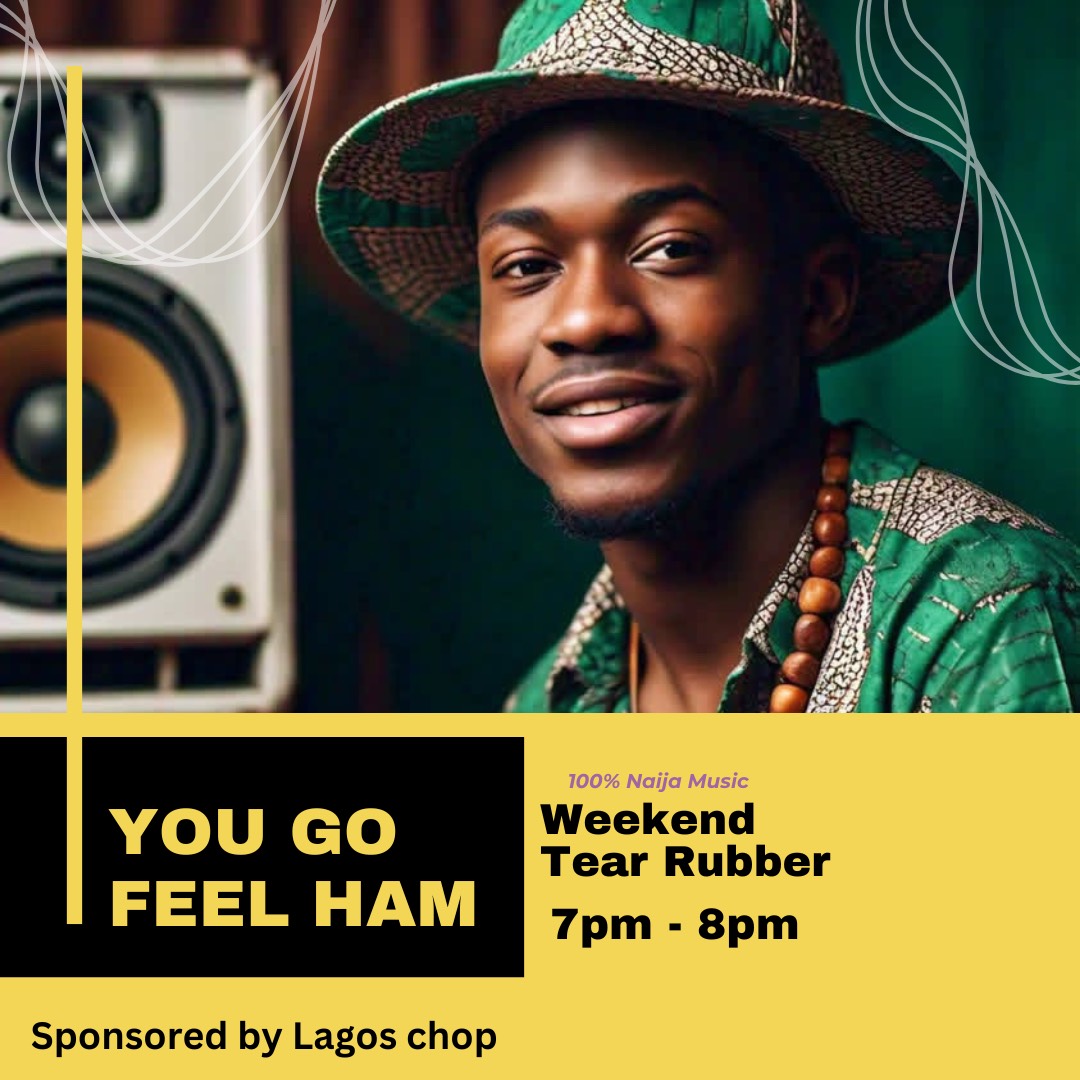 YOU GO
FEEL HAM
100% Naija Music
Weekend
Tear Rubber
7pm - 8pm
Sponsored by Lagos chop